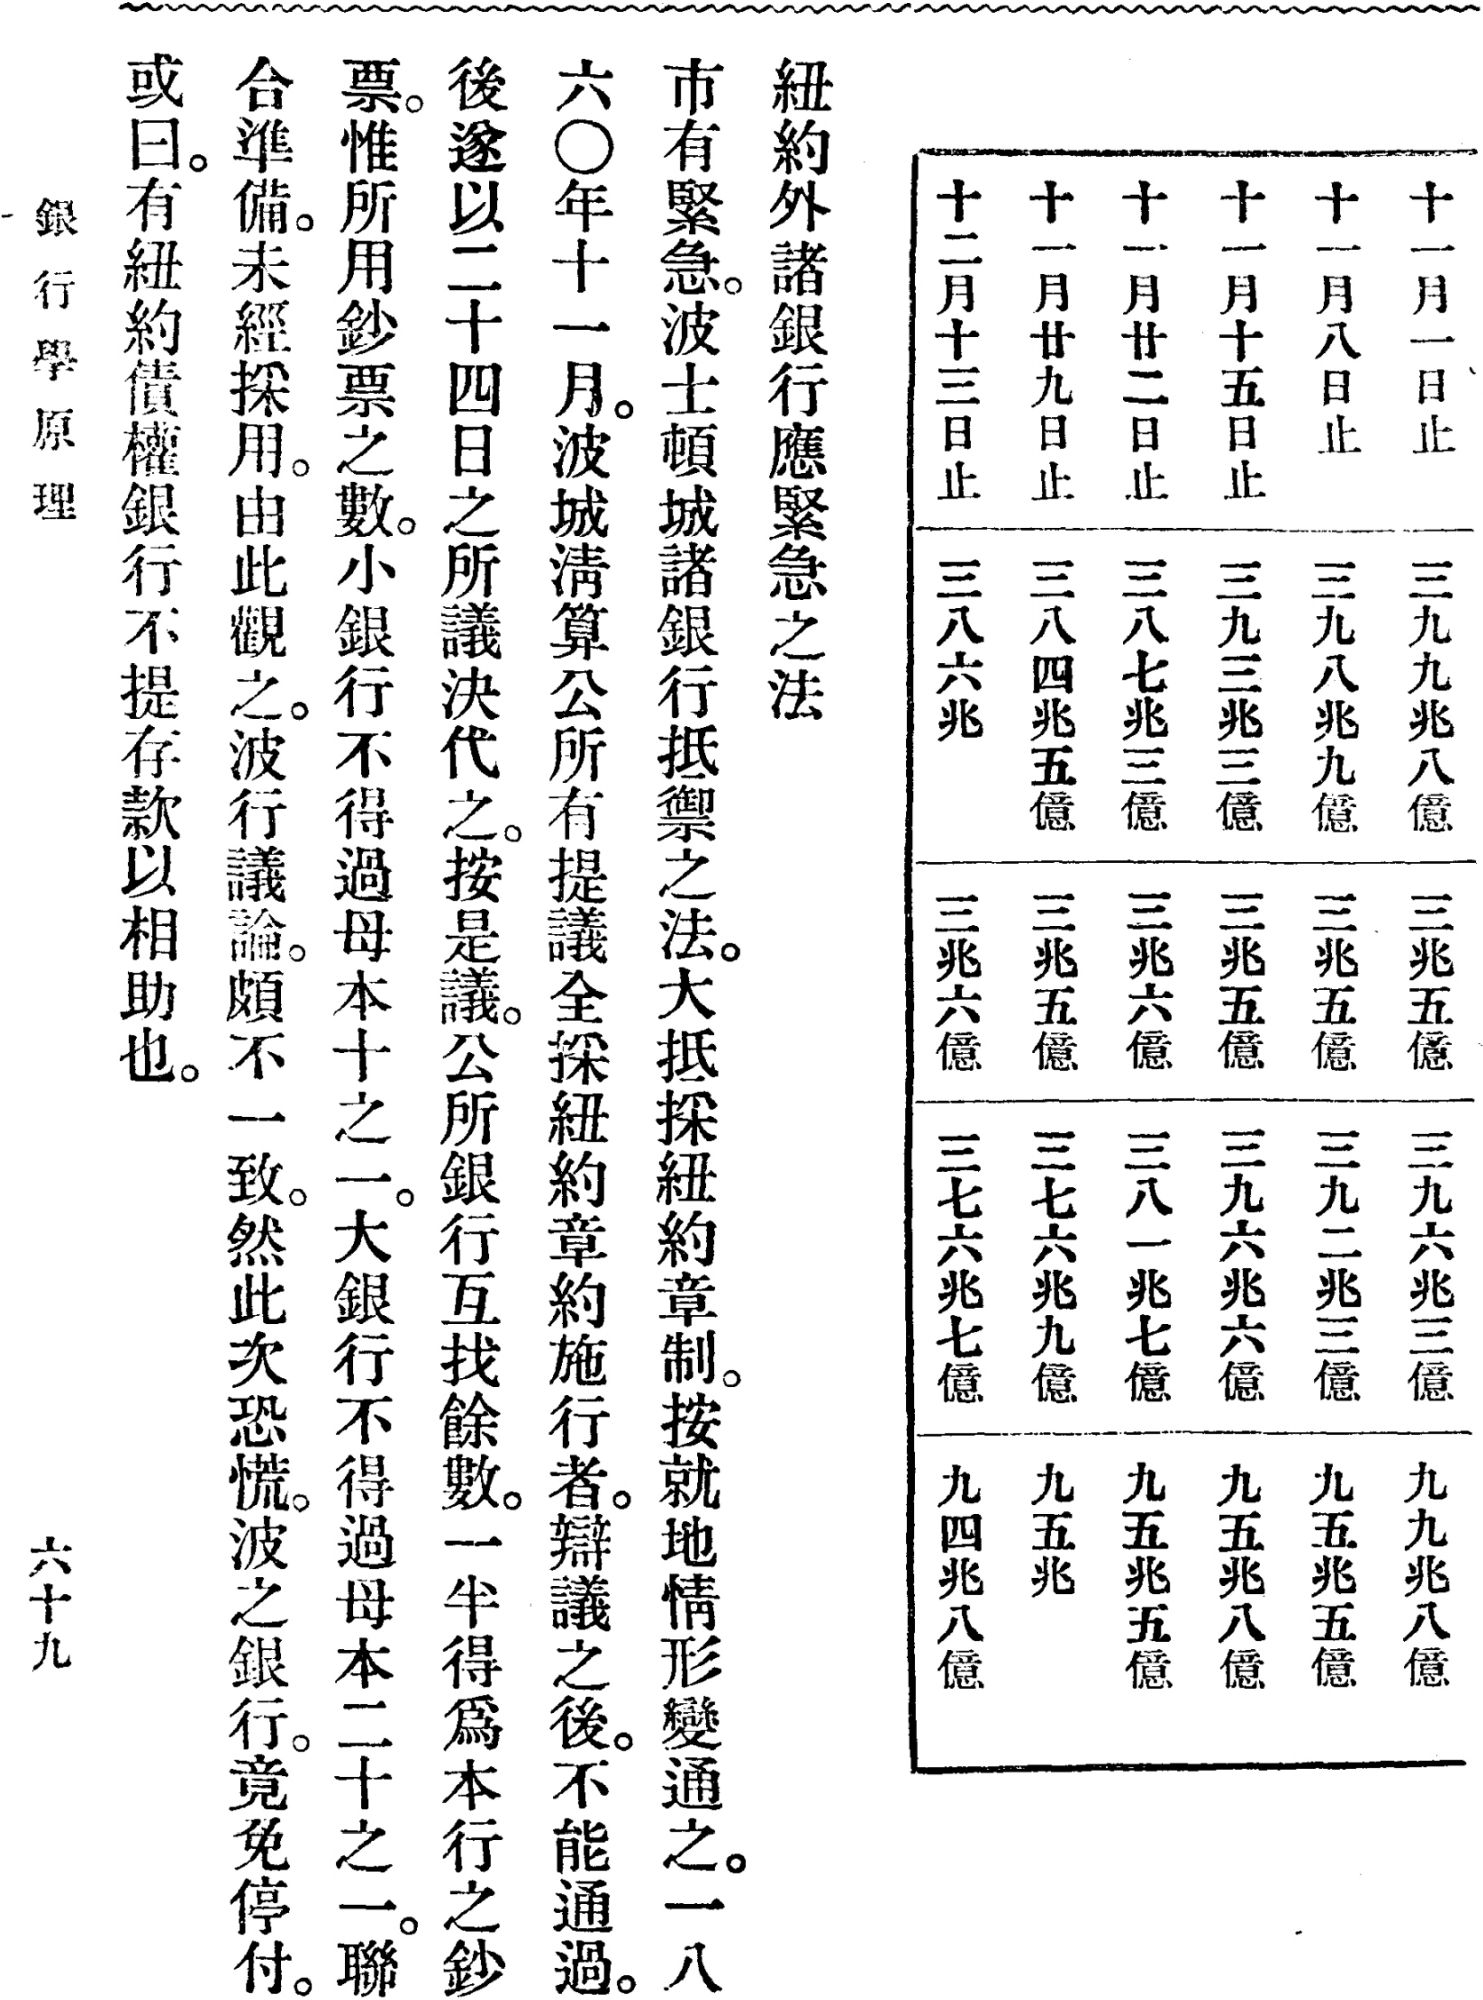 十一月一日止　三九九兆八億　三兆五億　三九六兆三億　九九兆八億
十一月八日止　三九八兆九億　三兆五億　三九二兆三億　九五兆五億
十一月十五日止　三九三兆三億　三兆五億　三九六兆六億　九五兆八億
十一月廿二日止　三八七兆三億　三兆六億　三八一兆七億　九五兆五億
十一月廿九日止　三八四兆五億　三兆五億　三七六兆九億　九五兆
十二月十三日止　三八六兆　三兆六億　三七六兆七億　九四兆八億
紐約外諸銀行應緊急之法
市有緊急。波士頓城諸銀行抵禦之法。大抵採紐約章制。按就地情形變通之。一八
六〇年十一月。波城淸算公所有提議全採紐約章約施行者。辯議之後。不能通過。
後遂以二十四日之所議決代之。按是議。公所銀行互找餘數。一半得爲本行之鈔
票。惟所用鈔票之數。小銀行不得過母本十之一。大銀行不得過母本二十之一。聯
合準備。未經採用。由此觀之。波行議論。頗不一致。然此次恐慌。波之銀行。竟免停付。
或曰。有紐約債權銀行不提存款以相助也。
銀行學原理
六十九